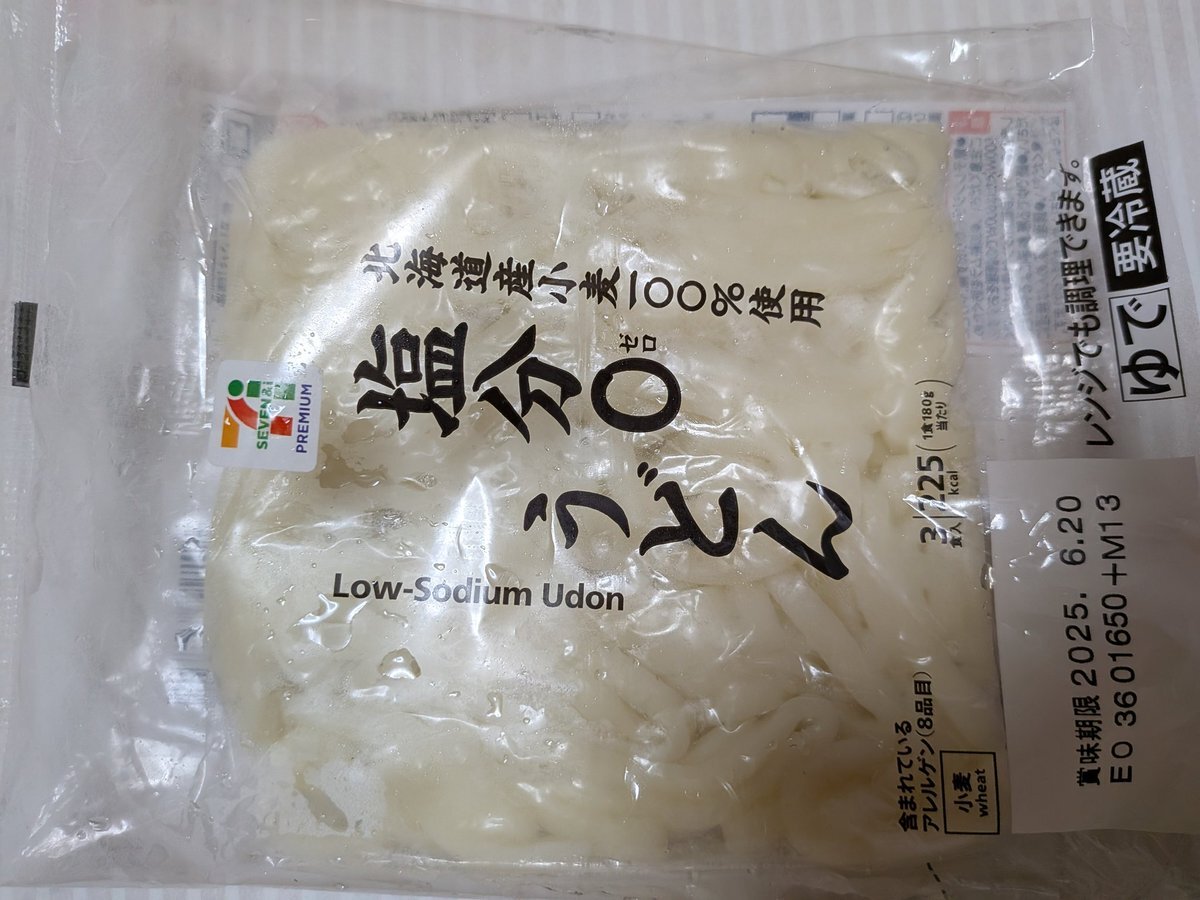 北海道産小麦一〇〇%使用
塩分0
ゼロ
うどん
Low-Sodium Udon
SEVEN&i
PREMIUM
3食入
225kcal
(1食180g当たり)
レンジでも調理できます。
ゆで
要冷蔵
含まれている
アレルゲン(8品目)
小麦
wheat
賞味期限 2025. 6.20
EO 36 01650+M13